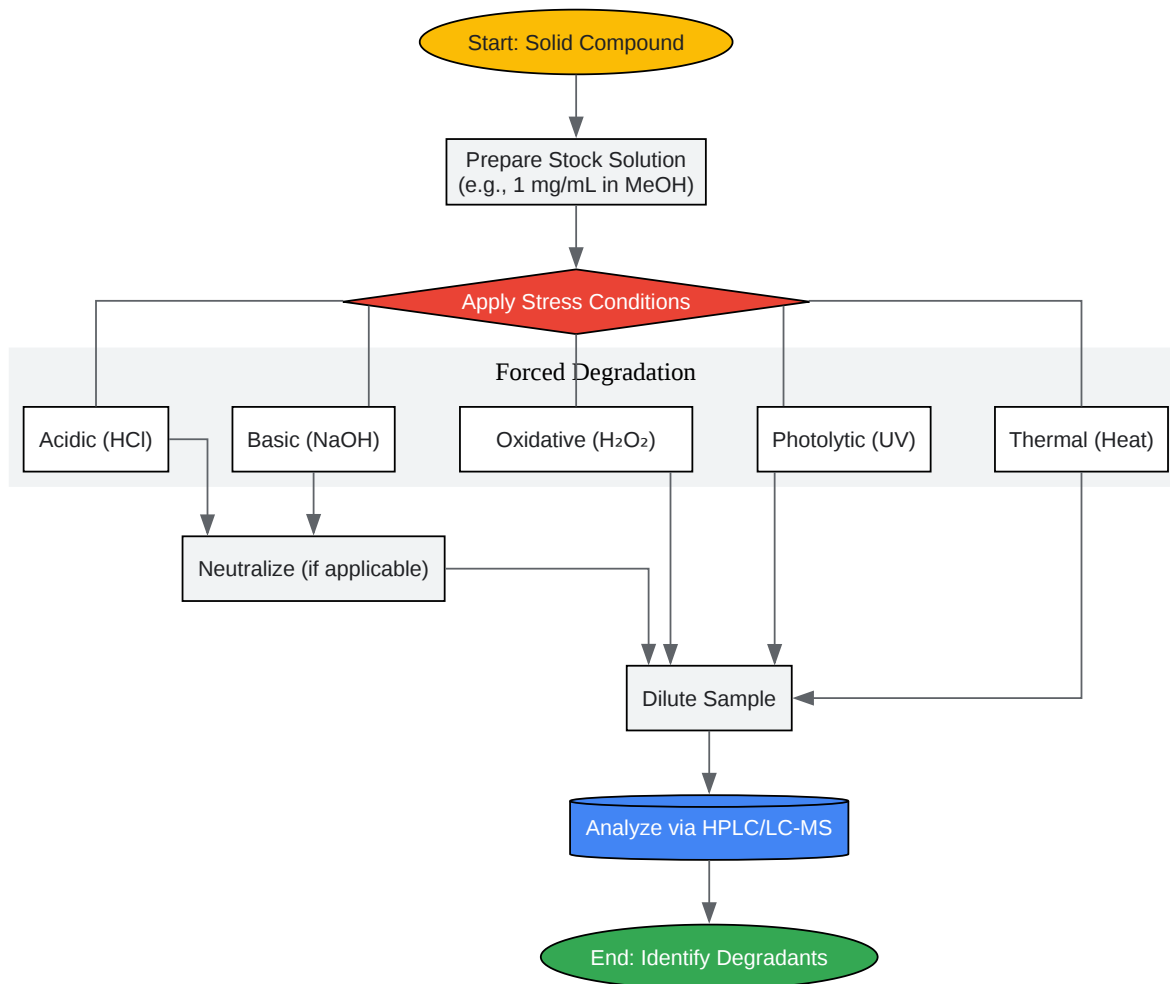 Start: Solid Compound
Prepare Stock Solution
(e.g., 1 mg/mL in MeOH)
Apply Stress Conditions
Forced Degradation
Acidic (HCl)
Basic (NaOH)
Oxidative (H₂O₂)
Photolytic (UV)
Thermal (Heat)
Neutralize (if applicable)
Dilute Sample
Analyze via HPLC/LC-MS
End: Identify Degradants